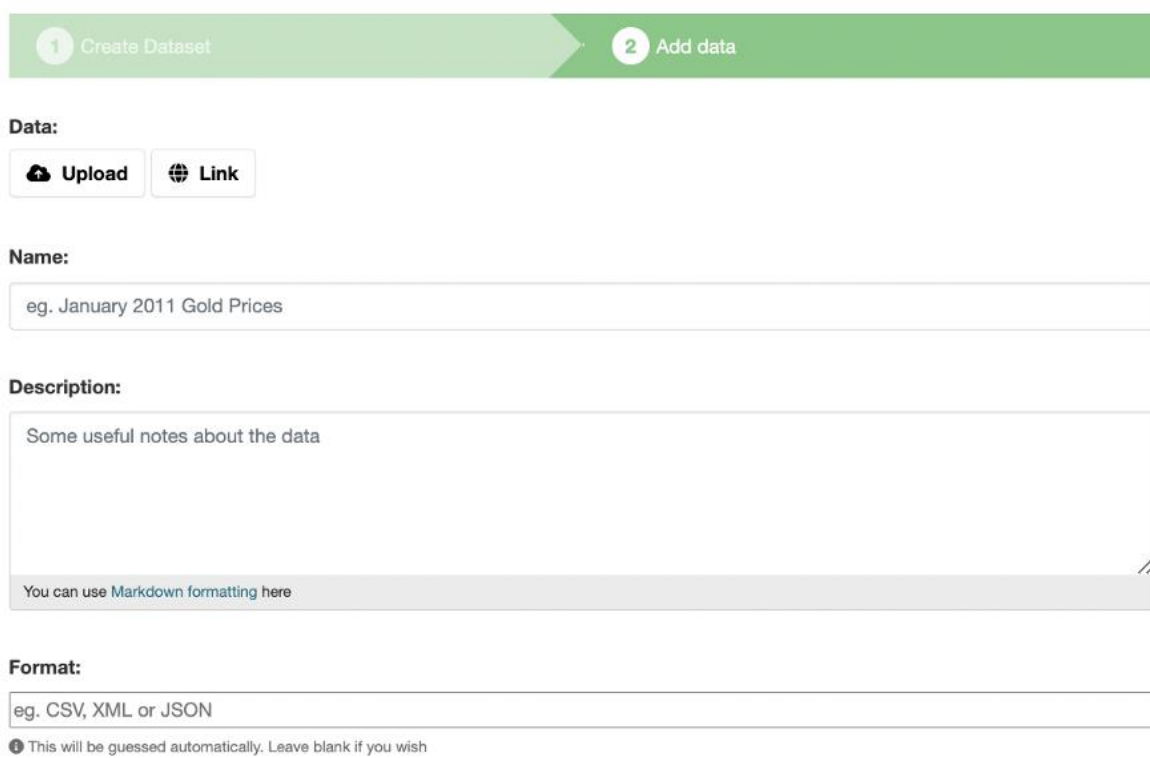 1 Create Dataset 2 Add data
Data:
Upload Link
Name:
eg. January 2011 Gold Prices
Description:
Some useful notes about the data
You can use Markdown formatting here
Format:
eg. CSV, XML or JSON
This will be guessed automatically. Leave blank if you wish